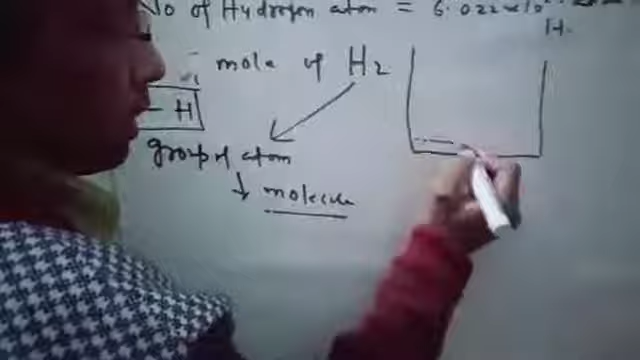 No of Hydrogen atom = 6.022 x 10
H.
mole of H2
- H
group of atom
molecule